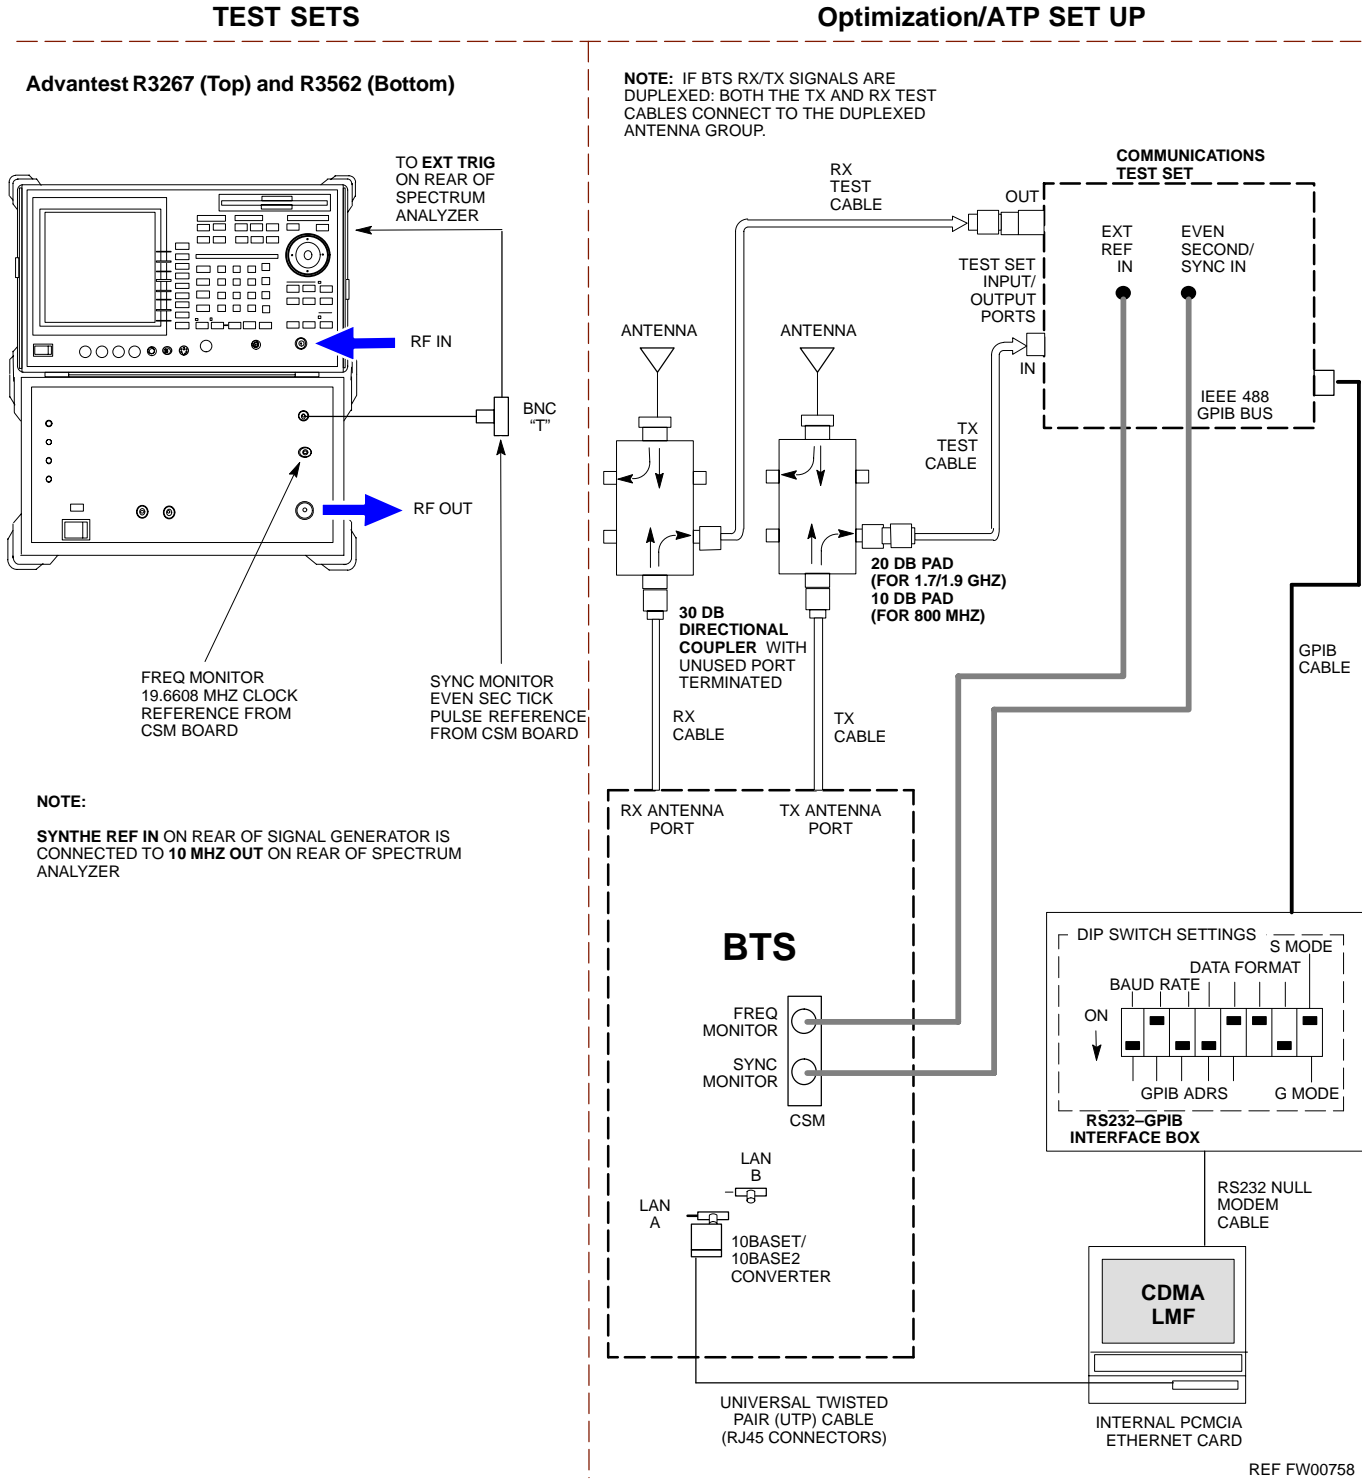 TEST SETS
Optimization/ATP SET UP
Advantest R3267 (Top) and R3562 (Bottom)
TO EXT TRIG
ON REAR OF
SPECTRUM
ANALYZER
RF IN
BNC
“T”
RF OUT
FREQ MONITOR
19.6608 MHZ CLOCK
REFERENCE FROM
CSM BOARD
SYNC MONITOR
EVEN SEC TICK
PULSE REFERENCE
FROM CSM BOARD
NOTE:
SYNTHE REF IN ON REAR OF SIGNAL GENERATOR IS
CONNECTED TO 10 MHZ OUT ON REAR OF SPECTRUM
ANALYZER
NOTE: IF BTS RX/TX SIGNALS ARE
DUPLEXED: BOTH THE TX AND RX TEST
CABLES CONNECT TO THE DUPLEXED
ANTENNA GROUP.
RX
TEST
CABLE
OUT
COMMUNICATIONS
TEST SET
EXT
REF
IN
EVEN
SECOND/
SYNC IN
TEST SET
INPUT/
OUTPUT
PORTS
IN
ANTENNA
ANTENNA
IEEE 488
GPIB BUS
TX
TEST
CABLE
20 DB PAD
(FOR 1.7/1.9 GHZ)
10 DB PAD
(FOR 800 MHZ)
30 DB
DIRECTIONAL
COUPLER WITH
UNUSED PORT
TERMINATED
RX
CABLE
TX
CABLE
GPIB
CABLE
RX ANTENNA
PORT
TX ANTENNA
PORT
BTS
FREQ
MONITOR
SYNC
MONITOR
CSM
LAN
B
LAN
A
10BASET/
10BASE2
CONVERTER
DIP SWITCH SETTINGS
S MODE
DATA FORMAT
BAUD RATE
ON
GPIB ADRS
G MODE
RS232–GPIB
INTERFACE BOX
RS232 NULL
MODEM
CABLE
CDMA
LMF
UNIVERSAL TWISTED
PAIR (UTP) CABLE
(RJ45 CONNECTORS)
INTERNAL PCMCIA
ETHERNET CARD
REF FW00758